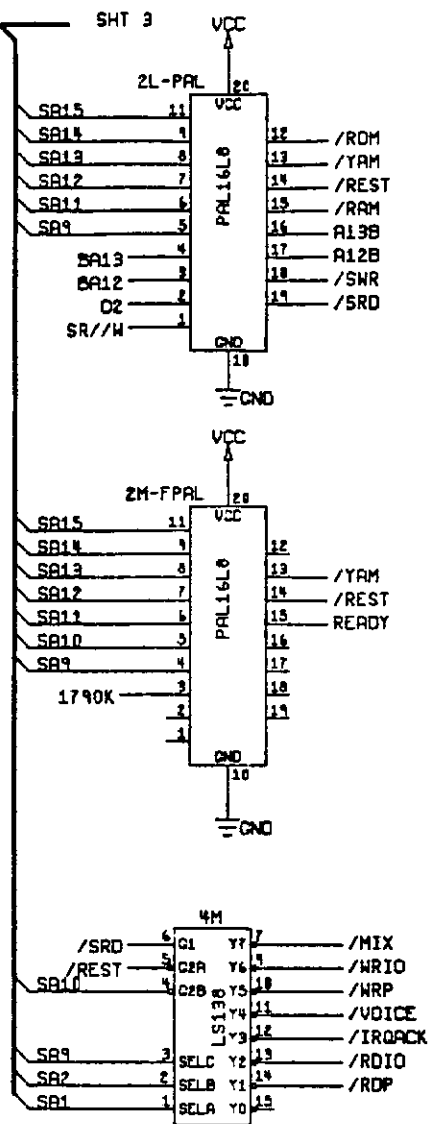 SHT 3
VCC
2L-PAL
20
VCC
SA15 11
SA14 9
SA13 8
SA12 7
SA11 6
SA9 5
BA13 4
BA12 3
D2 2
SR//W 1
PAL16L8
12 /ROM
13 /YAM
14 /REST
15 /RAM
16 A13B
17 A12B
18 /SWR
19 /SRD
GND
10
GND
VCC
2M-FPAL
20
SA15 11
SA14 9
SA13 8
SA12 7
SA11 6
SA10 5
SA9 4
1790K 3
2
1
PAL16L8
12
13 /YAM
14 /REST
15 READY
16
17
18
19
GND
10
GND
4M
/SRD 6 G1
/REST 5 G2A
SA10 4 G2B
SA9 3 SELC
SA2 2 SELB
SA1 1 SELA
LS138
Y7 7 /MIX
Y6 9 /WRIO
Y5 10 /WRP
Y4 11 /VOICE
Y3 12 /IRQACK
Y2 13 /RDIO
Y1 14 /RDP
Y0 15